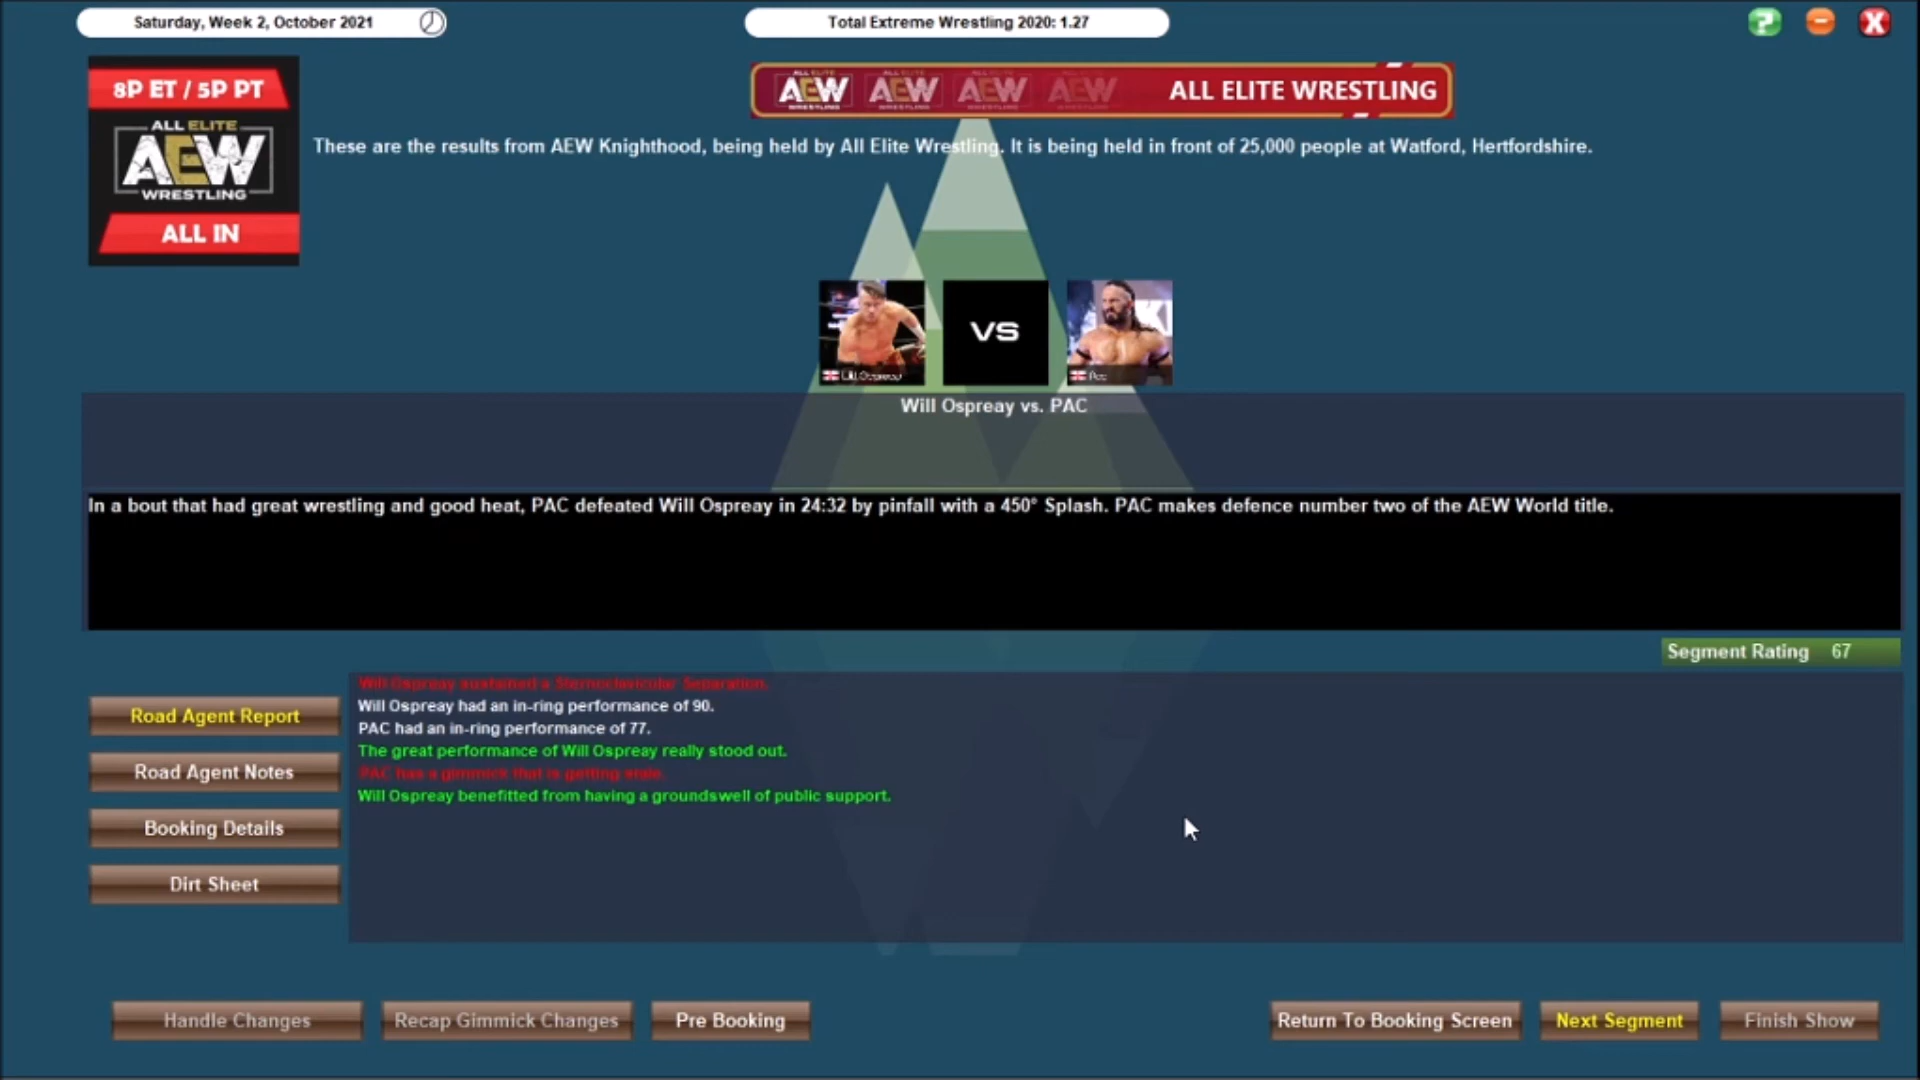 Saturday, Week 2, October 2021
Total Extreme Wrestling 2020: 1.27
8P ET / 5P PT
ALL ELITE
AEW
WRESTLING
ALL IN
ALL ELITE
AEW
WRESTLING
AEW
AEW
AEW
ALL ELITE WRESTLING
These are the results from AEW Knighthood, being held by All Elite Wrestling. It is being held in front of 25,000 people at Watford, Hertfordshire.
Will Ospreay
VS
Pac
Will Ospreay vs. PAC
In a bout that had great wrestling and good heat, PAC defeated Will Ospreay in 24:32 by pinfall with a 450° Splash. PAC makes defence number two of the AEW World title.
Segment Rating 67
Will Ospreay sustained a Sternoclavicular Separation.
Will Ospreay had an in-ring performance of 90.
PAC had an in-ring performance of 77.
The great performance of Will Ospreay really stood out.
PAC has a gimmick that is getting stale.
Will Ospreay benefitted from having a groundswell of public support.
Road Agent Report
Road Agent Notes
Booking Details
Dirt Sheet
Handle Changes
Recap Gimmick Changes
Pre Booking
Return To Booking Screen
Next Segment
Finish Show